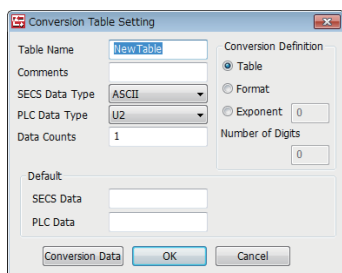 Conversion Table Setting
Table Name NewTable
Comments
SECS Data Type ASCII
PLC Data Type U2
Data Counts 1
Conversion Definition
Table
Format
Exponent 0
Number of Digits
0
Default
SECS Data
PLC Data
Conversion Data OK Cancel